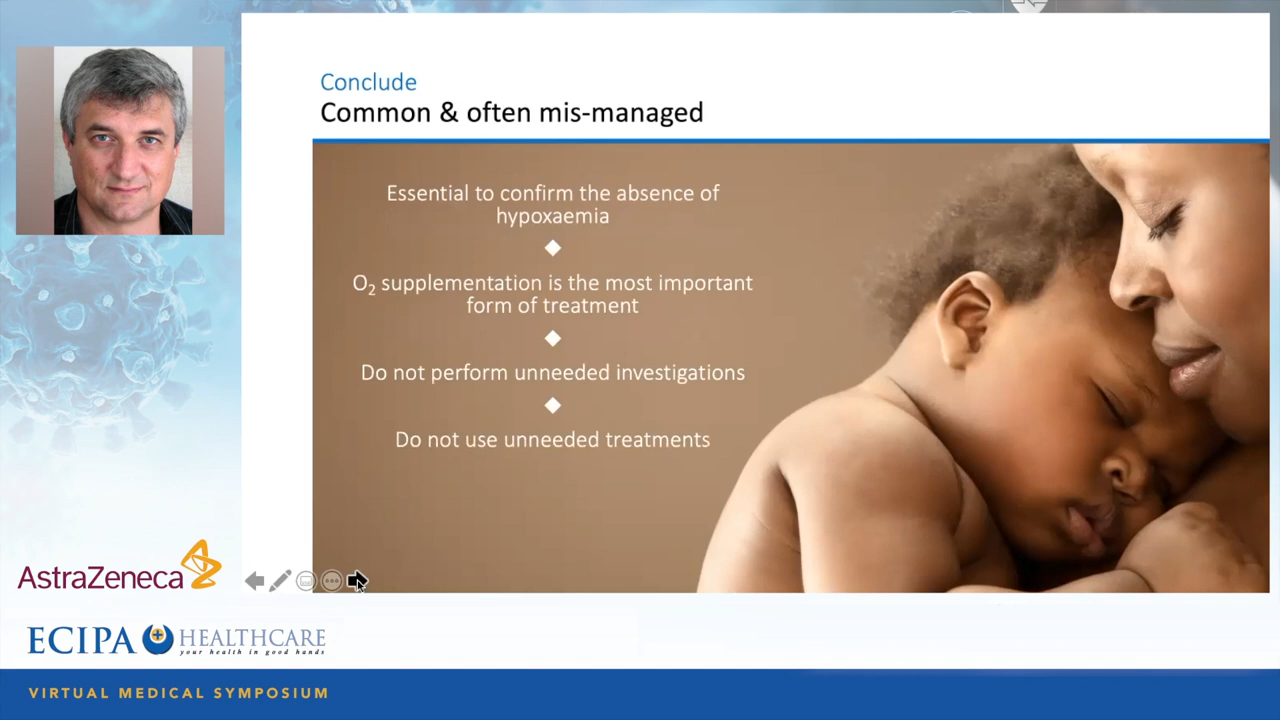 Conclude
Common & often mis-managed
Essential to confirm the absence of
hypoxaemia
O₂ supplementation is the most important
form of treatment
Do not perform unneeded investigations
Do not use unneeded treatments
AstraZeneca
ECIPA HEALTHCARE
your health in good hands
VIRTUAL MEDICAL SYMPOSIUM